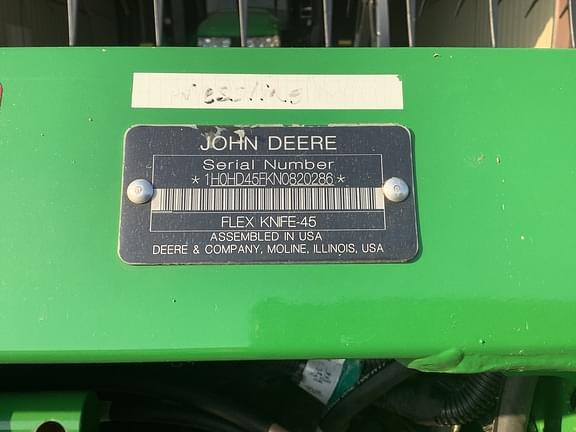 JOHN DEERE
Serial Number
*1H0HD45FKN0820286*
FLEX KNIFE-45
ASSEMBLED IN USA
DEERE & COMPANY, MOLINE, ILLINOIS, USA